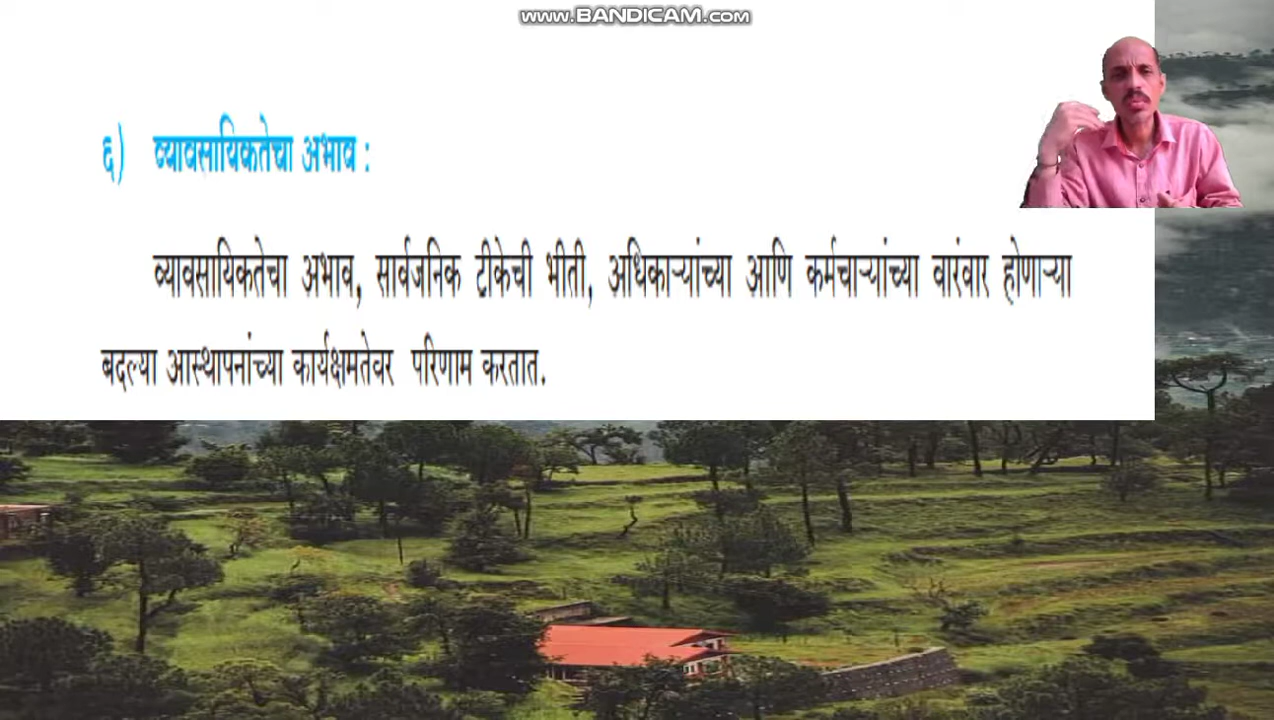 www.BANDICAM.com
६) व्यावसायिकतेचा अभाव :
व्यावसायिकतेचा अभाव, सार्वजनिक टीकेची भीती, अधिकाऱ्यांच्या आणि कर्मचाऱ्यांच्या वारंवार होणाऱ्या
बदल्या आस्थापनांच्या कार्यक्षमतेवर परिणाम करतात.